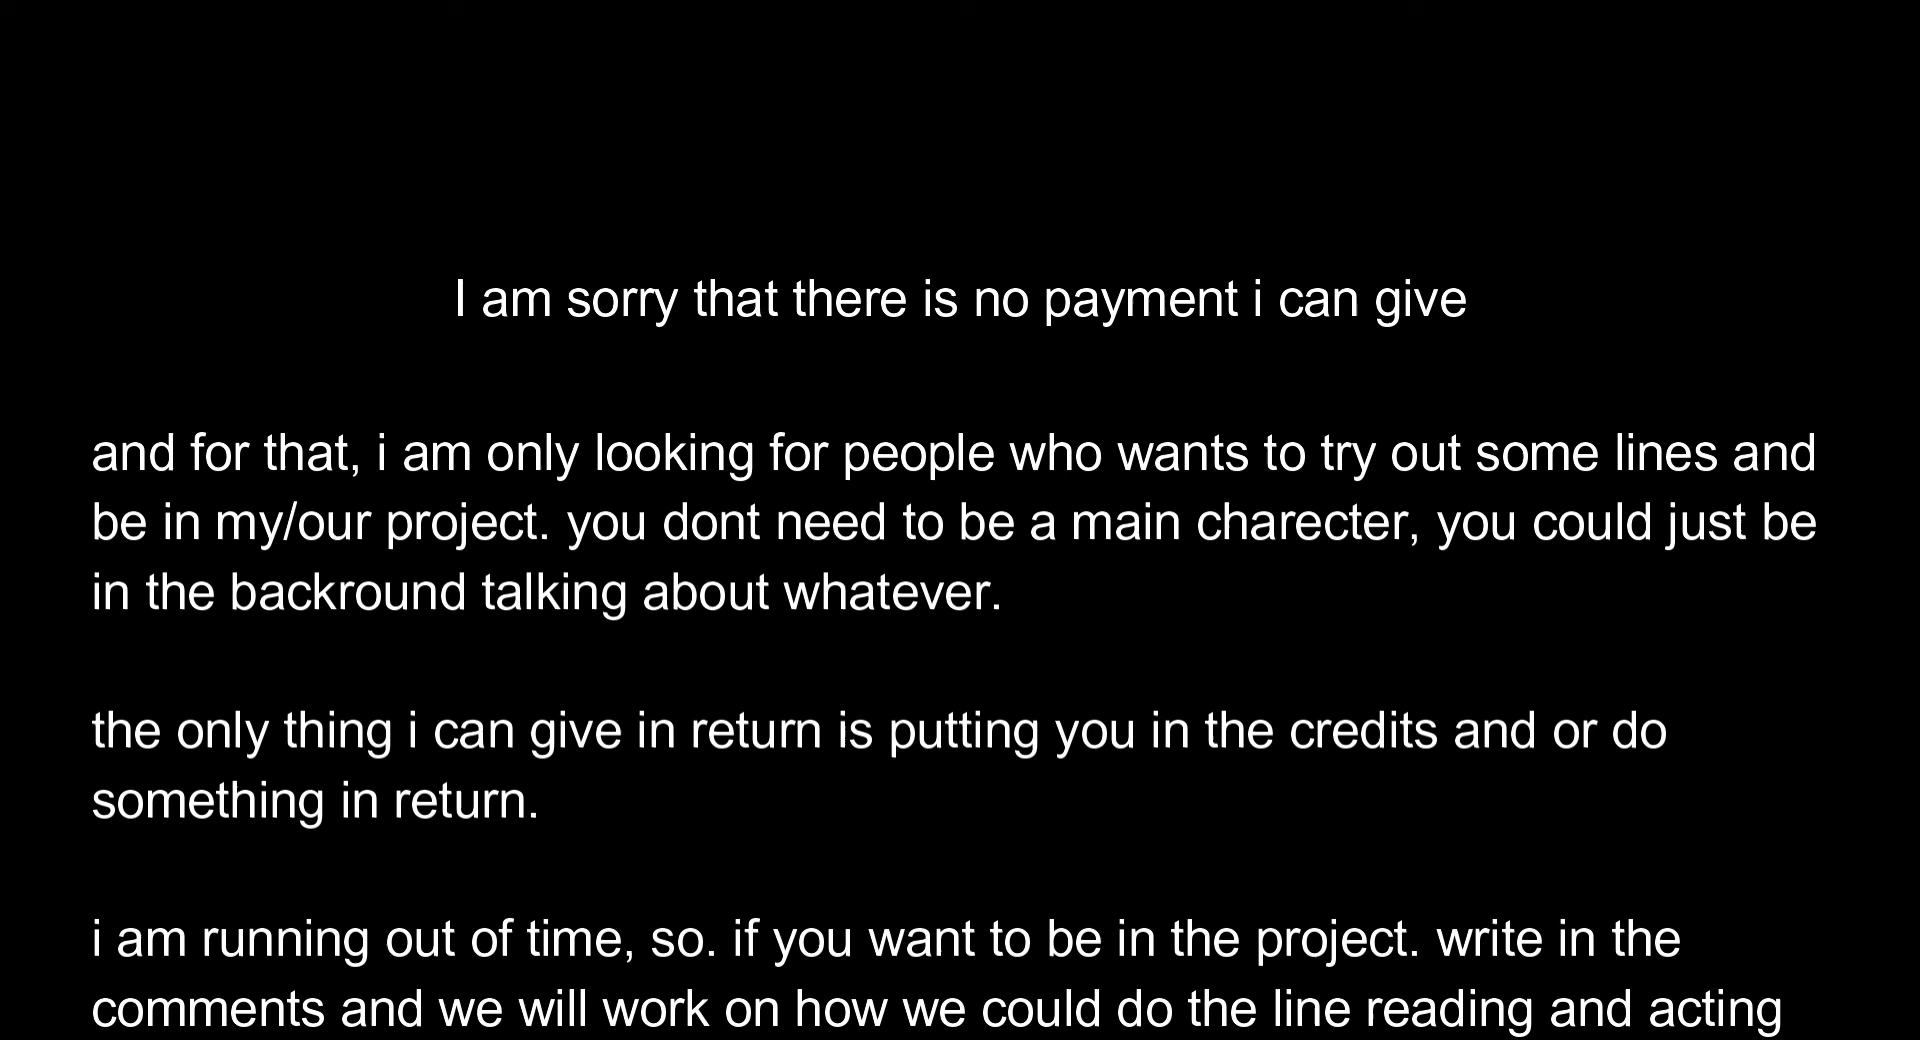 I am sorry that there is no payment i can give
and for that, i am only looking for people who wants to try out some lines and
be in my/our project. you dont need to be a main charecter, you could just be
in the backround talking about whatever.
the only thing i can give in return is putting you in the credits and or do
something in return.
i am running out of time, so. if you want to be in the project. write in the
comments and we will work on how we could do the line reading and acting